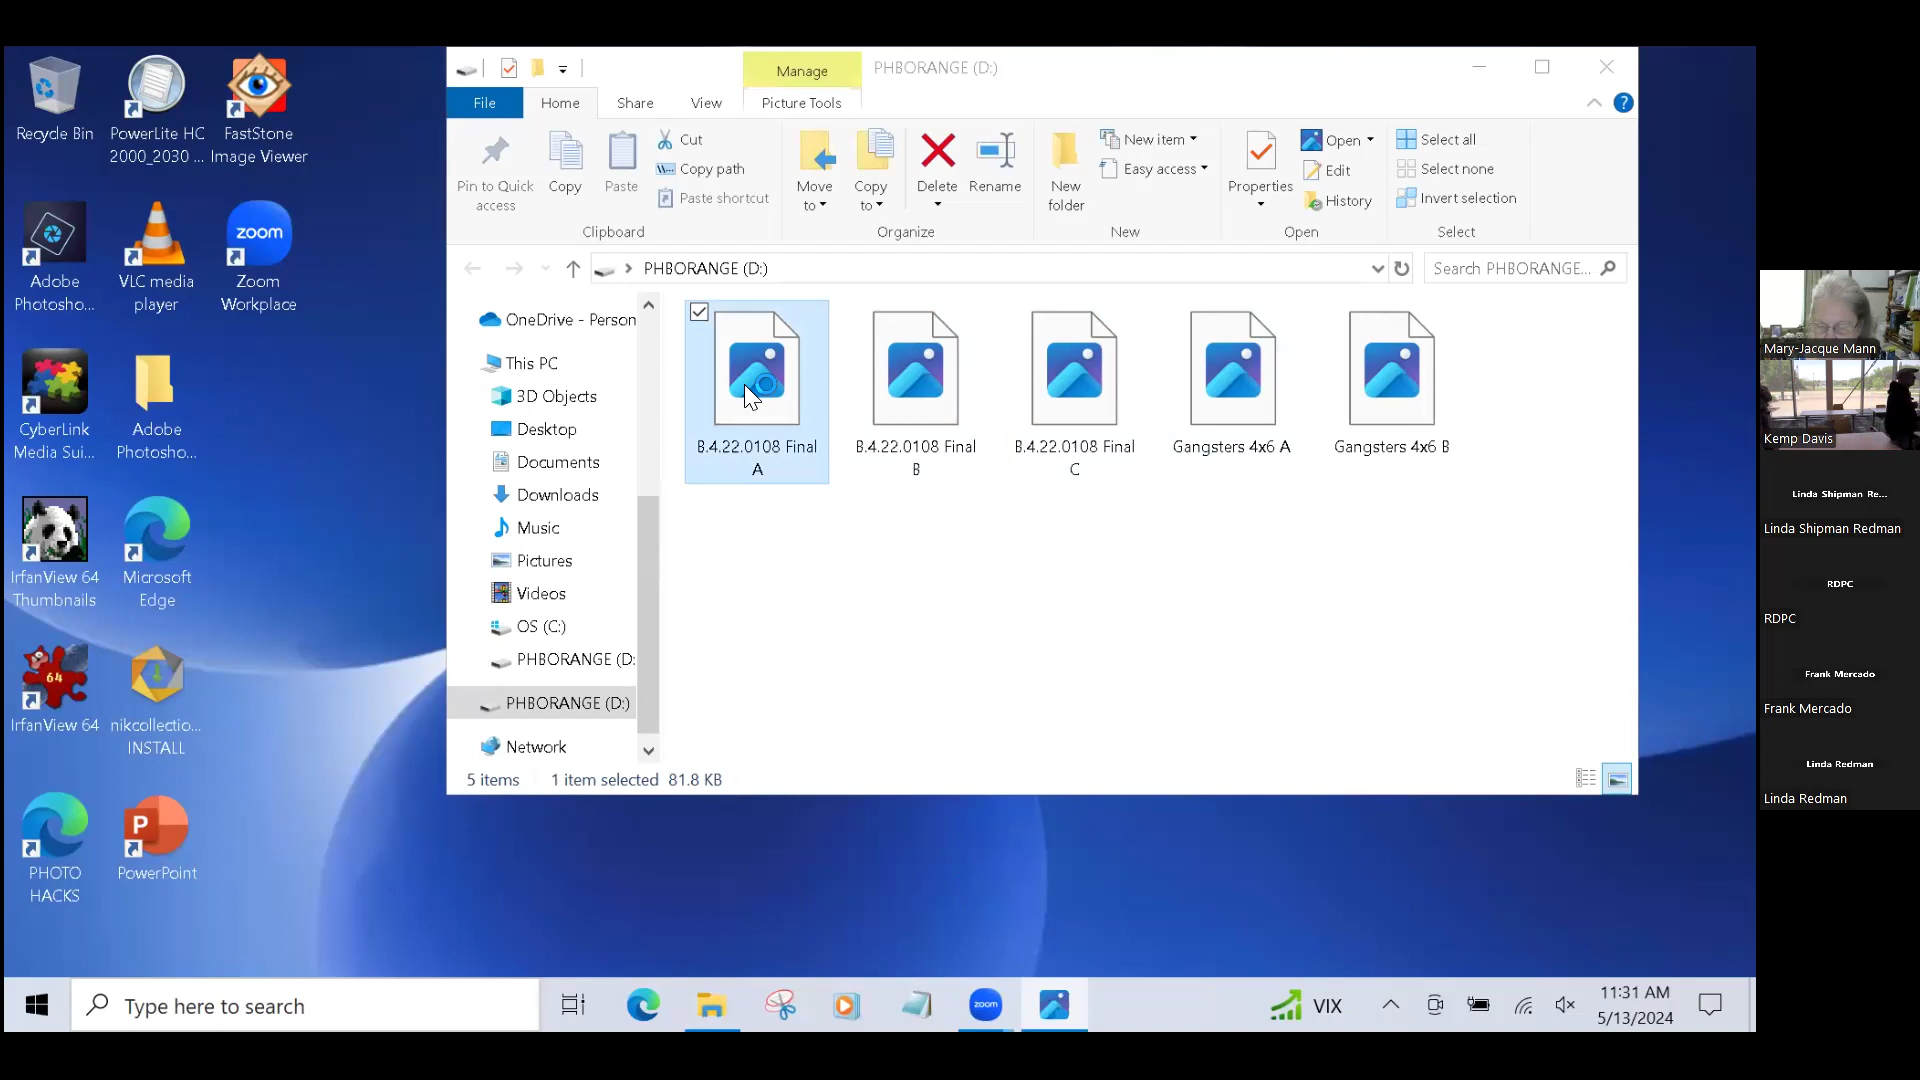 Recycle Bin
PowerLite HC
2000_2030 ...
FastStone
Image Viewer
Adobe
Photosho...
VLC media
player
zoom
Zoom
Workplace
CyberLink
Media Sui...
Adobe
Photosho...
IrfanView 64
Thumbnails
Microsoft
Edge
64
IrfanView 64
nikcollectio...
INSTALL
PHOTO
HACKS
P
PowerPoint
Manage
PHBORANGE (D:)
File
Home
Share
View
Picture Tools
?
Pin to Quick
access
Copy
Paste
Cut
Copy path
Paste shortcut
Clipboard
Move
to
Copy
to
Delete
Rename
Organize
New
folder
New item
Easy access
New
Properties
Open
Edit
History
Open
Select all
Select none
Invert selection
Select
PHBORANGE (D:)
Search PHBORANGE...
OneDrive - Person
This PC
3D Objects
Desktop
Documents
Downloads
Music
Pictures
Videos
OS (C:)
PHBORANGE (D:
PHBORANGE (D:)
Network
B.4.22.0108 Final
A
B.4.22.0108 Final
B
B.4.22.0108 Final
C
Gangsters 4x6 A
Gangsters 4x6 B
5 items
1 item selected
81.8 KB
Type here to search
zoom
VIX
11:31 AM
5/13/2024
Mary-Jacque Mann
Kemp Davis
Linda Shipman Re...
Linda Shipman Redman
RDPC
RDPC
Frank Mercado
Frank Mercado
Linda Redman
Linda Redman